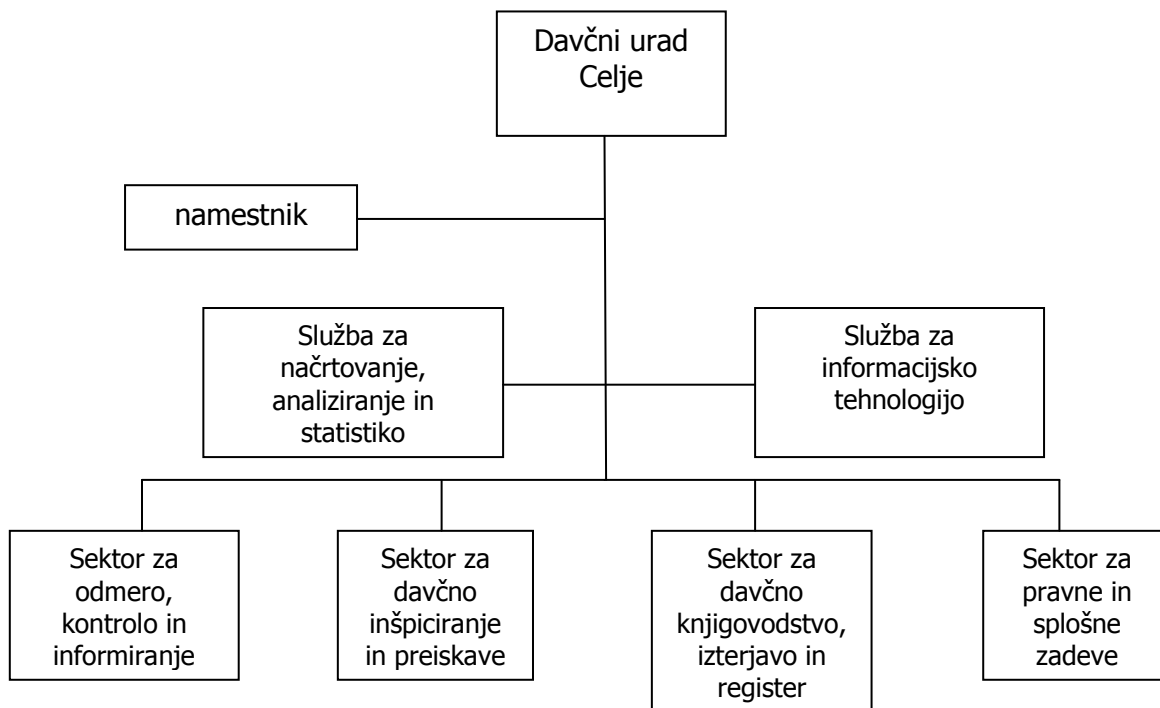 Davčni urad
Celje
namestnik
Služba za
načrtovanje,
analiziranje in
statistiko
Služba za
informacijsko
tehnologijo
Sektor za
odmero,
kontrolo in
informiranje
Sektor za
davčno
inšpiciranje
in preiskave
Sektor za
davčno
knjigovodstvo,
izterjavo in
register
Sektor za
pravne in
splošne
zadeve